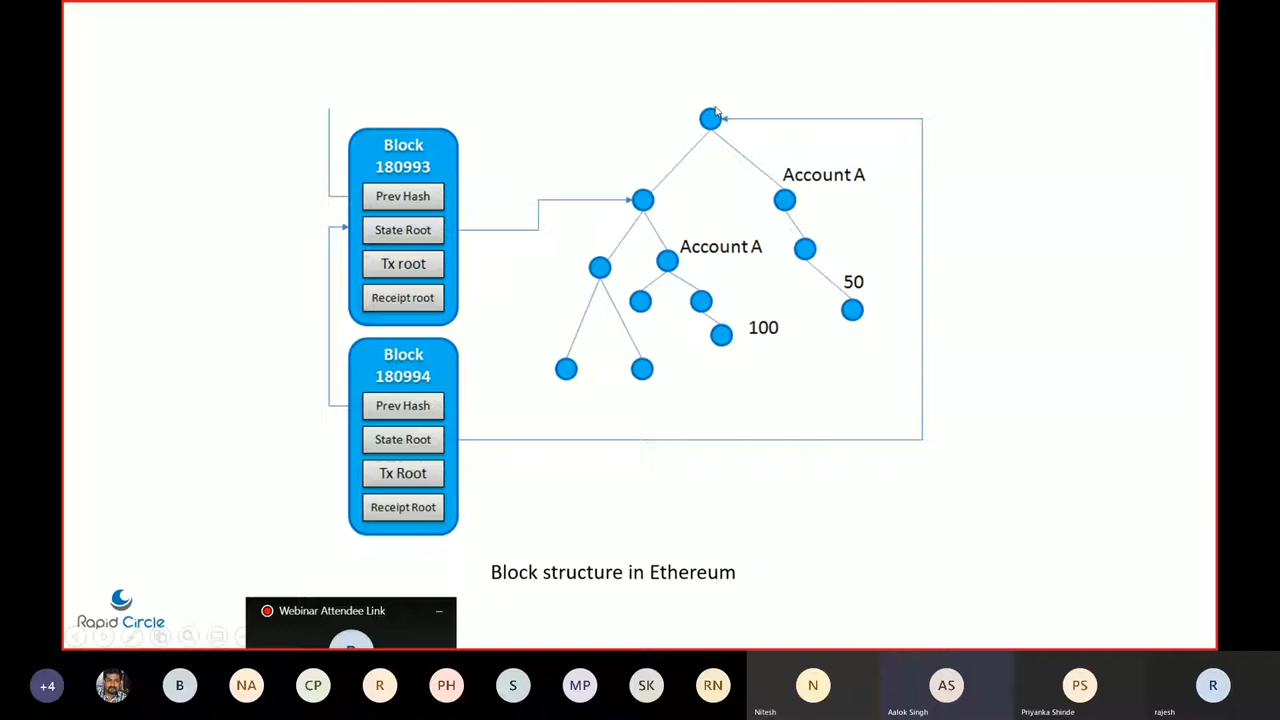 Block
180993
Prev Hash
State Root
Tx root
Receipt root
Block
180994
Prev Hash
State Root
Tx Root
Receipt Root
Account A
Account A
50
100
Block structure in Ethereum
Rapid Circle
Webinar Attendee Link
+4
B
NA
CP
R
PH
S
MP
SK
RN
N
Nitesh
AS
Aalok Singh
PS
Priyanka Shinde
R
rajesh